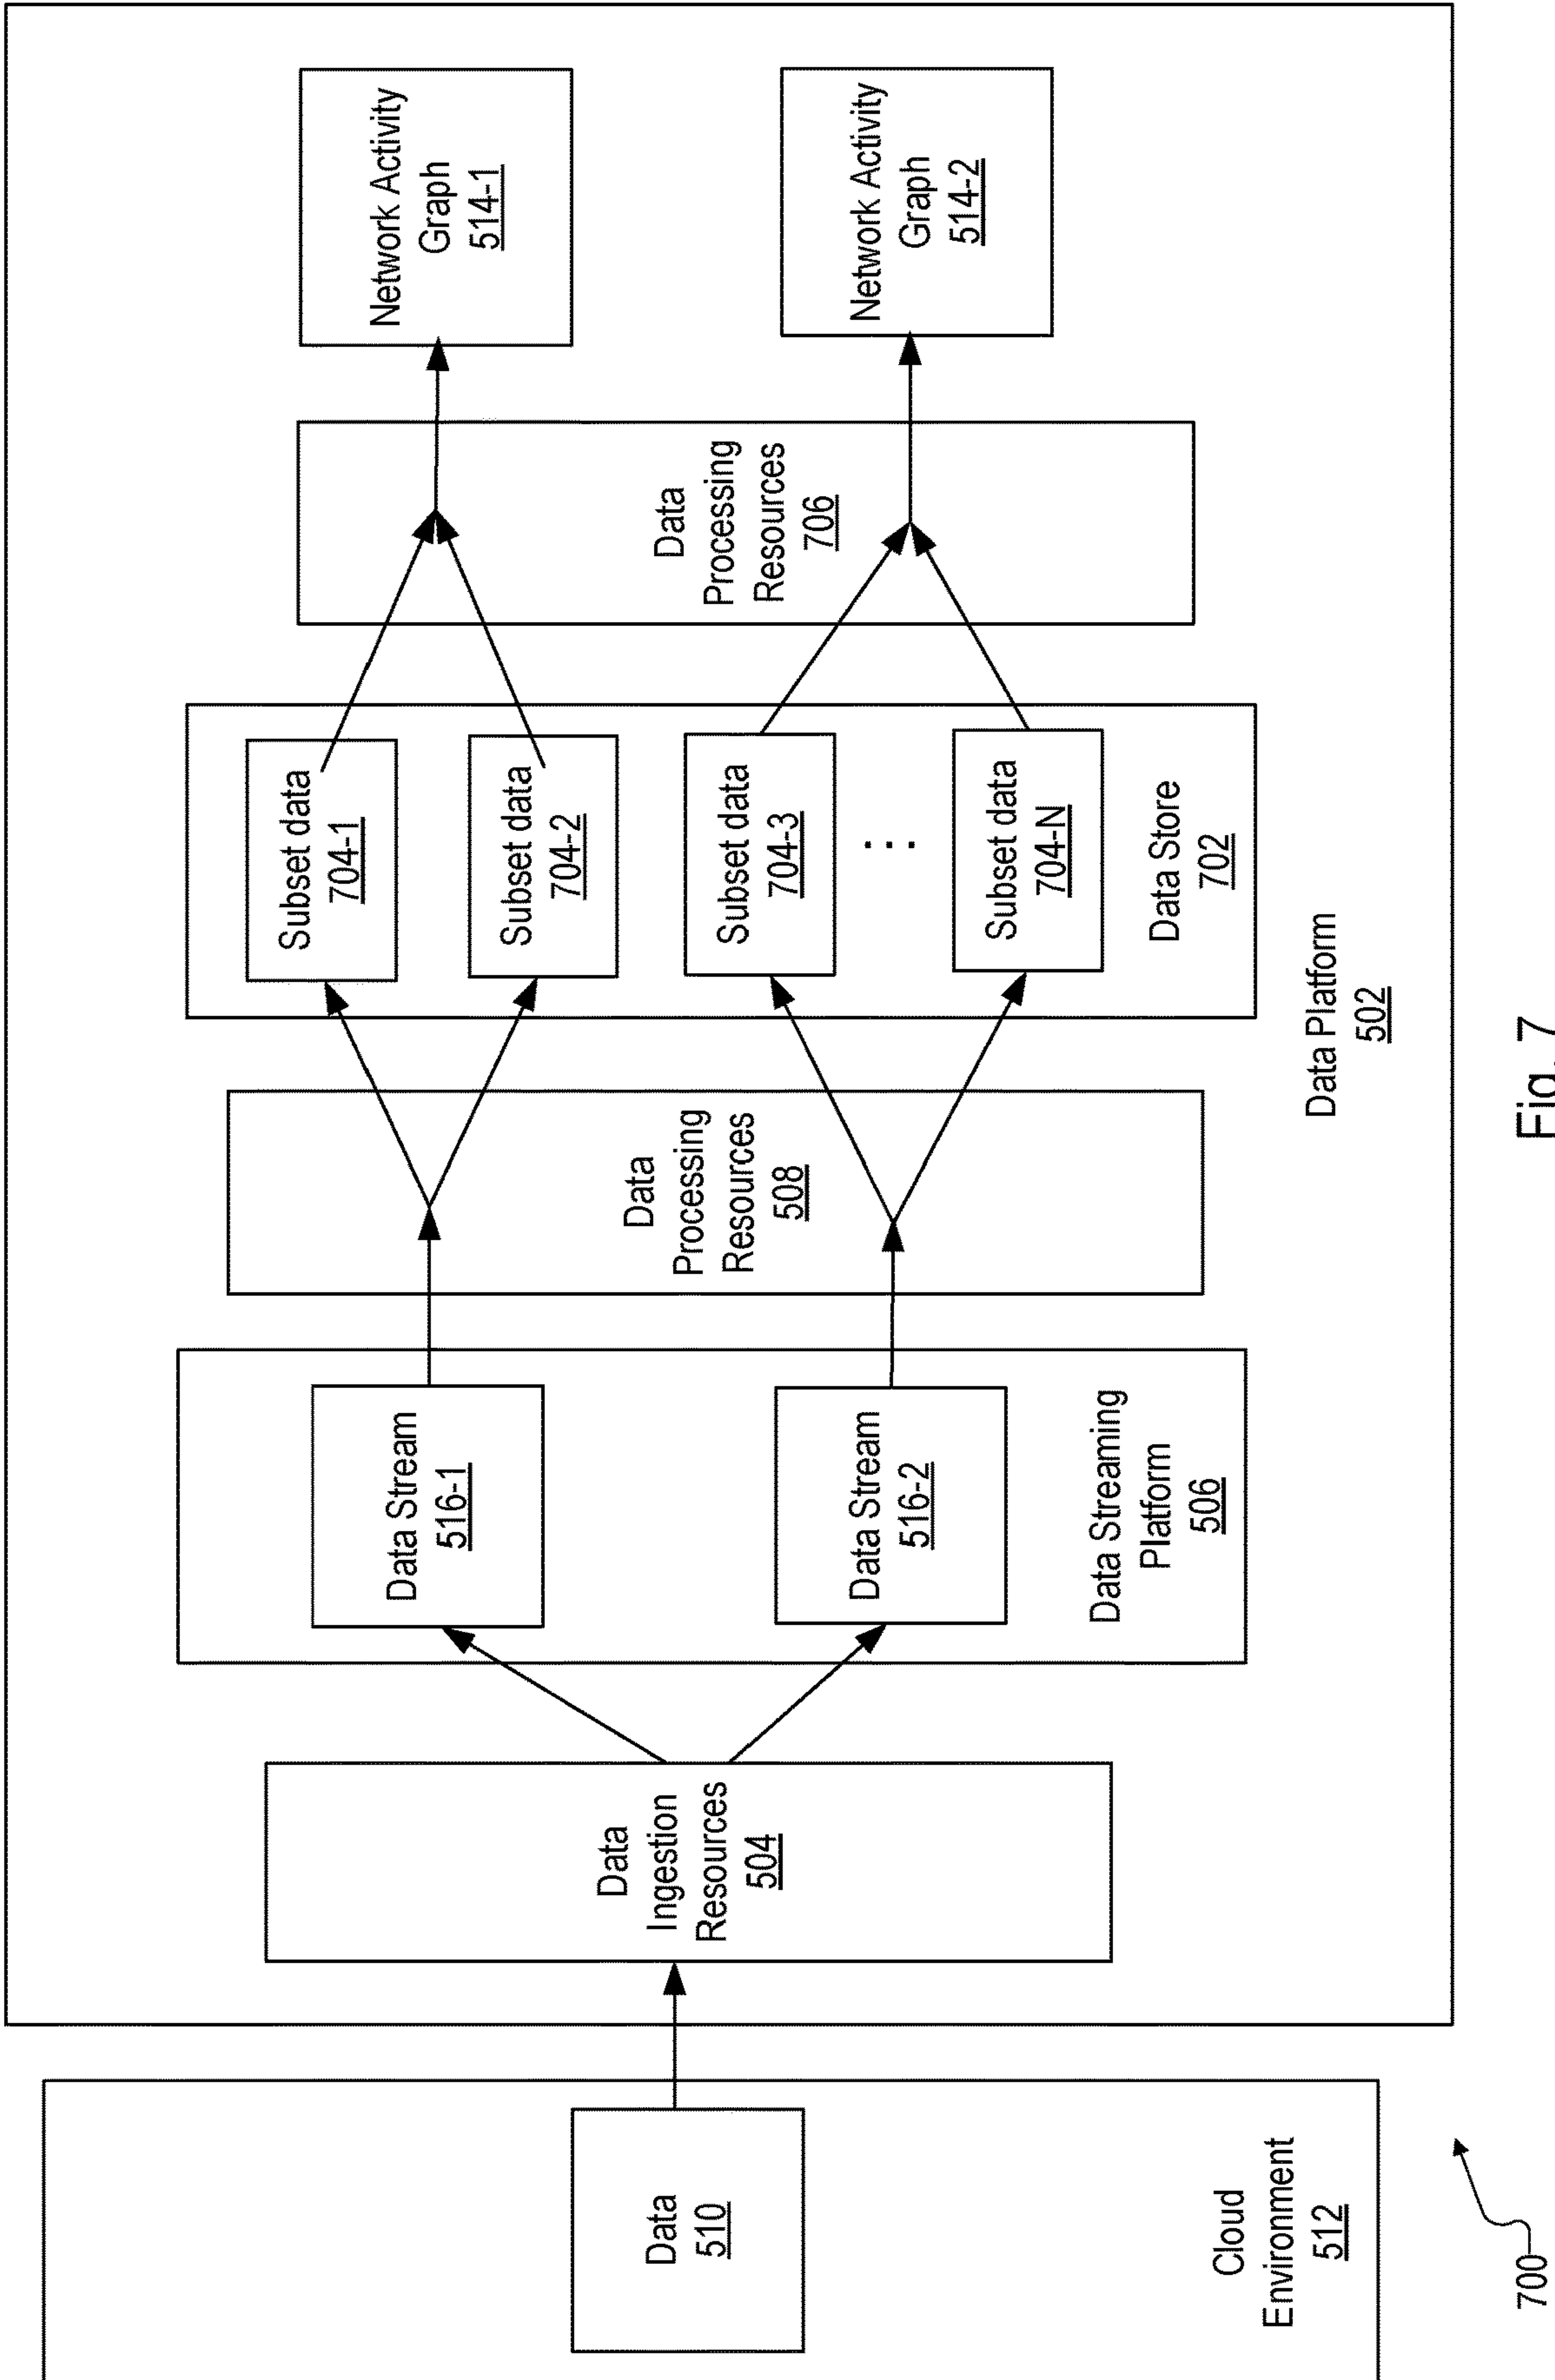 Data
510
Cloud
Environment
512
Data
Ingestion
Resources
504
Data Stream
516-1
Data Stream
516-2
Data Streaming
Platform
506
Data
Processing
Resources
508
Subset data
704-1
Subset data
704-2
Subset data
704-3
...
Subset data
704-N
Data Store
702
Data
Processing
Resources
706
Network Activity
Graph
514-1
Network Activity
Graph
514-2
Data Platform
502
700
Fig. 7